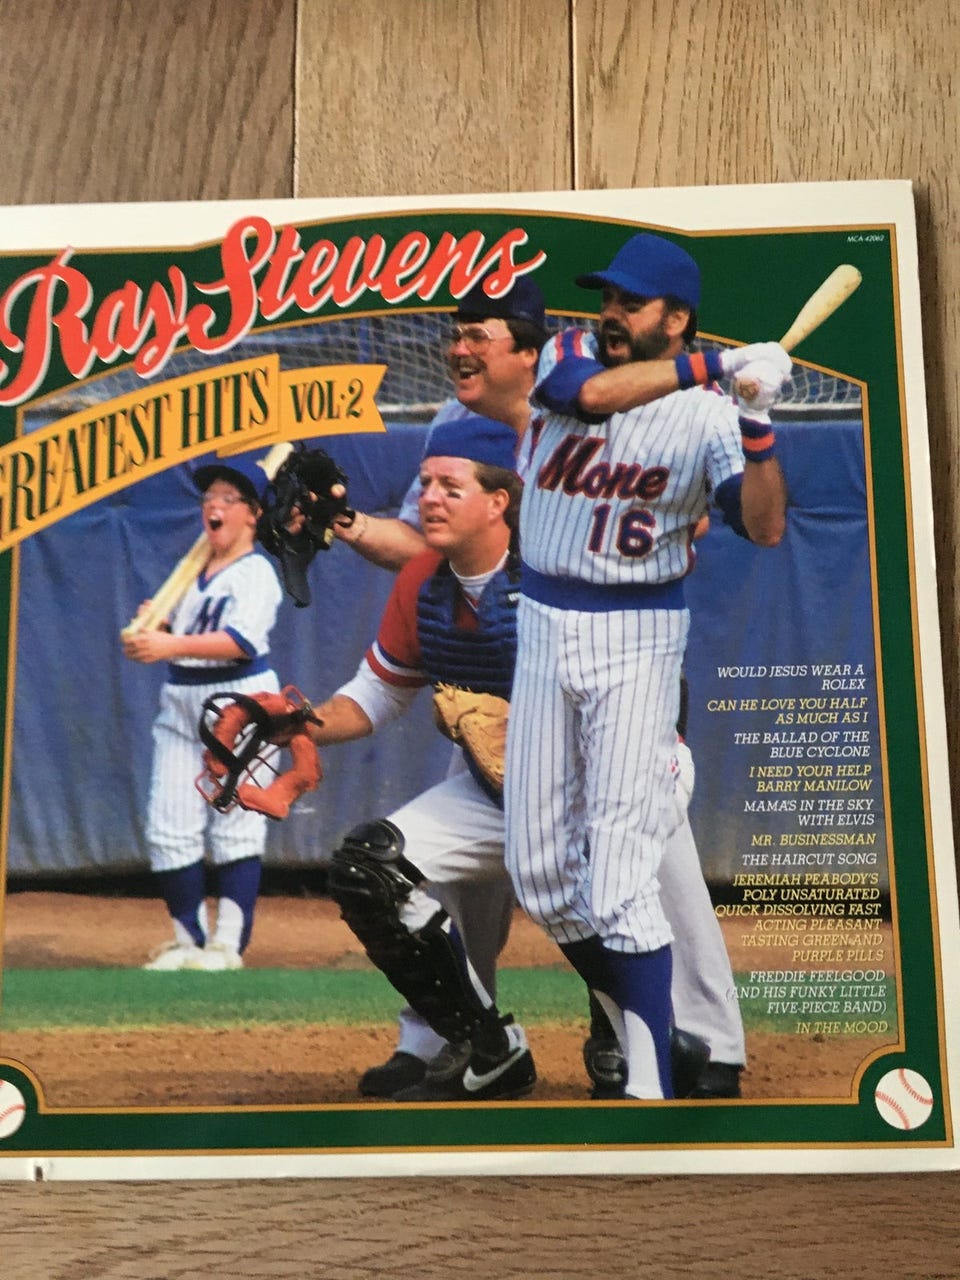 MCA-42062
Ray Stevens
GREATEST HITS VOL·2
M
Mone
16
WOULD JESUS WEAR A
ROLEX
CAN HE LOVE YOU HALF
AS MUCH AS I
THE BALLAD OF THE
BLUE CYCLONE
I NEED YOUR HELP
BARRY MANILOW
MAMA'S IN THE SKY
WITH ELVIS
MR. BUSINESSMAN
THE HAIRCUT SONG
JEREMIAH PEABODY'S
POLY UNSATURATED
QUICK DISSOLVING FAST
ACTING PLEASANT
TASTING GREEN AND
PURPLE PILLS
FREDDIE FEELGOOD
(AND HIS FUNKY LITTLE
FIVE-PIECE BAND)
IN THE MOOD